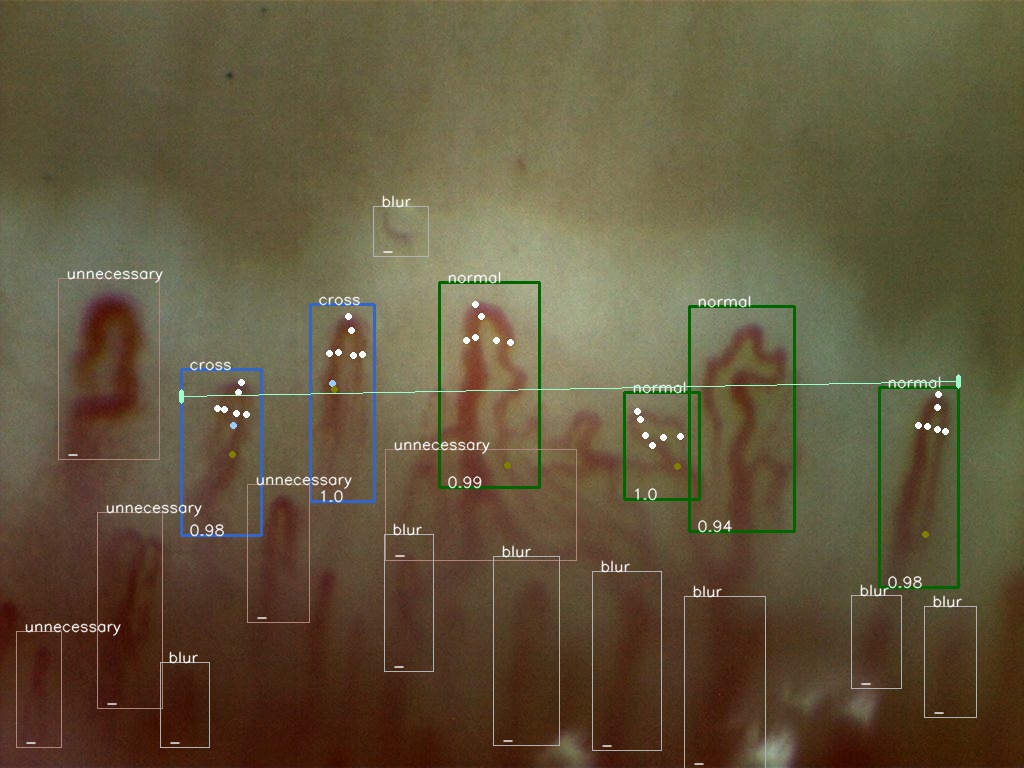 blur
unnecessary
normal
cross
normal
cross
normal
normal
unnecessary
0.99
unnecessary
1.0
1.0
unnecessary
0.94
0.98
blur
blur
blur
0.98
blur
blur
blur
unnecessary
blur